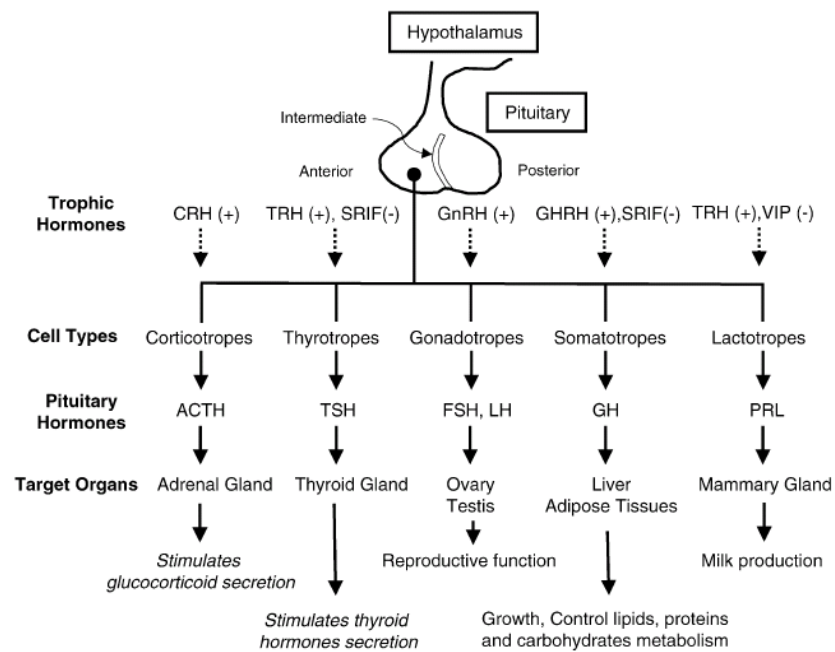 Hypothalamus
Pituitary
Intermediate
Anterior
Posterior
Trophic
Hormones
CRH (+)
TRH (+), SRIF(-)
GnRH (+)
GHRH (+),SRIF(-)
TRH (+),VIP (-)
Cell Types
Corticotropes
Thyrotropes
Gonadotropes
Somatotropes
Lactotropes
Pituitary
Hormones
ACTH
TSH
FSH, LH
GH
PRL
Target Organs
Adrenal Gland
Thyroid Gland
Ovary
Testis
Liver
Adipose Tissues
Mammary Gland
Stimulates
glucocorticoid secretion
Reproductive function
Milk production
Stimulates thyroid
hormones secretion
Growth, Control lipids, proteins
and carbohydrates metabolism